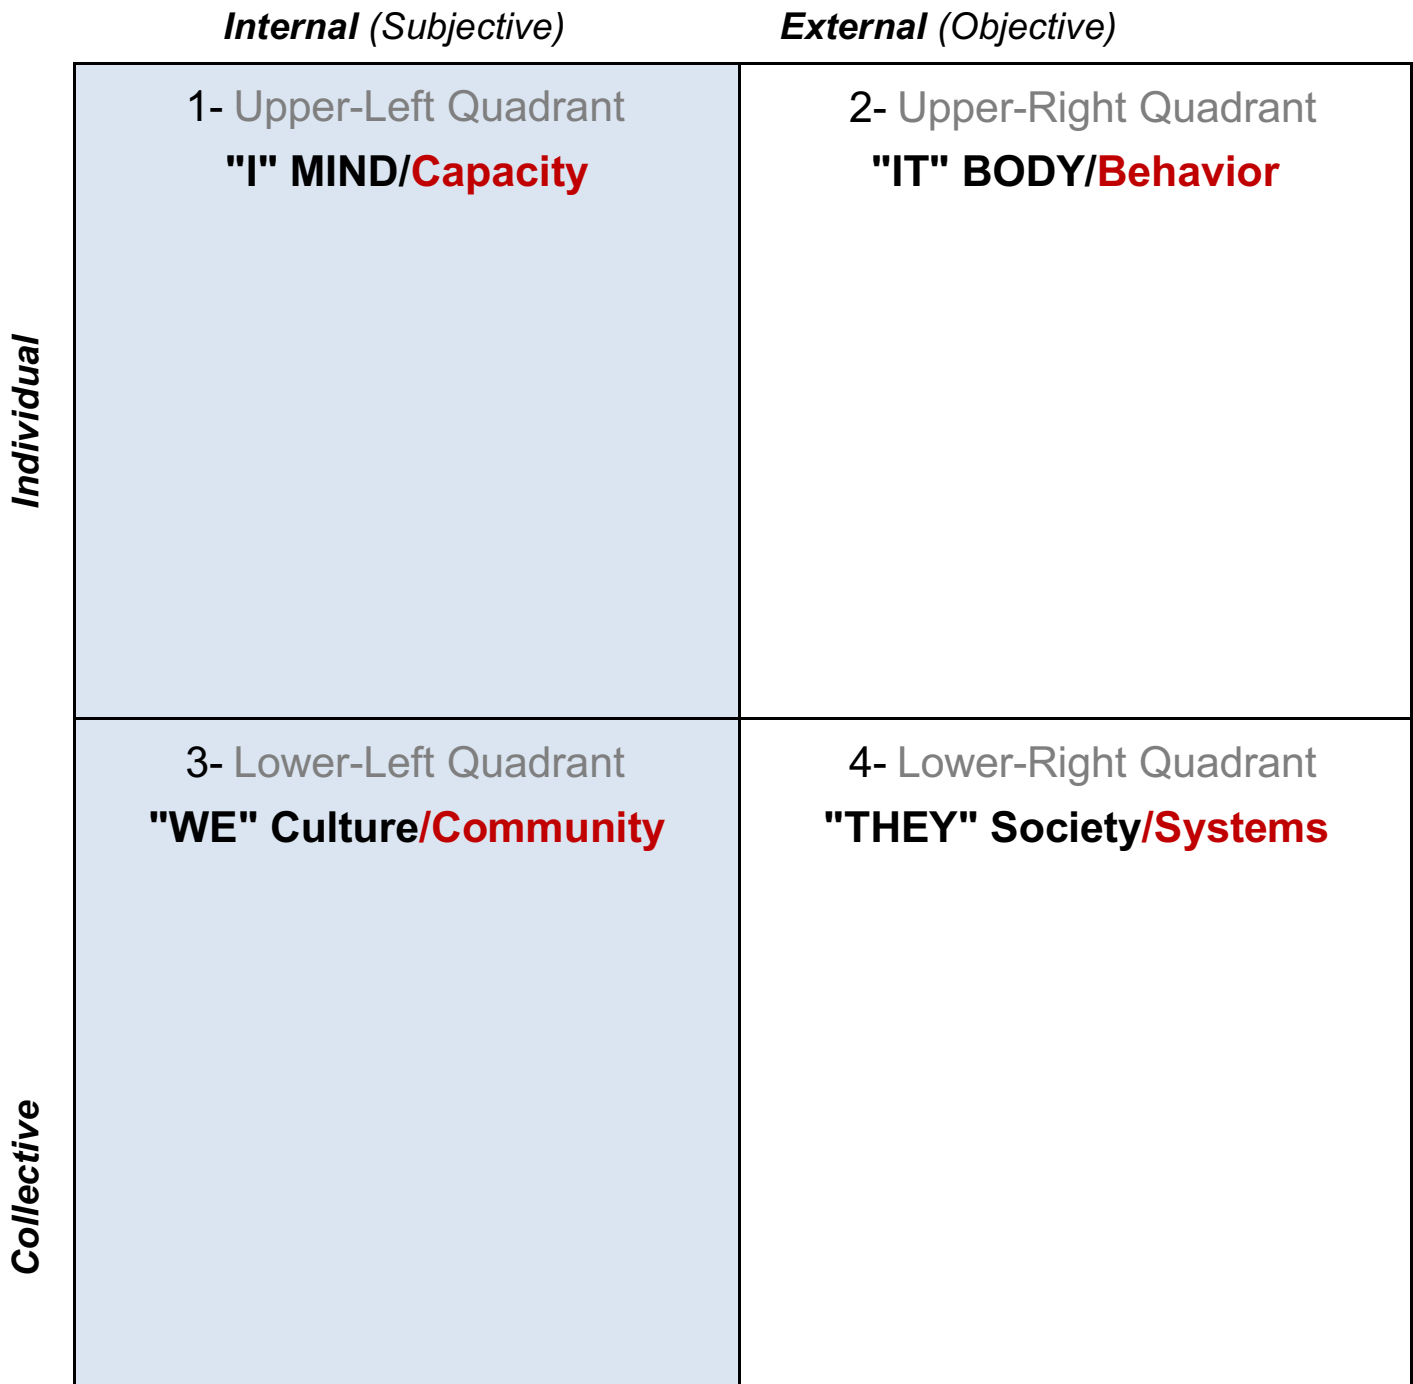 Internal (Subjective)
External (Objective)
Individual
1- Upper-Left Quadrant
"I" MIND/Capacity
2- Upper-Right Quadrant
"IT" BODY/Behavior
Collective
3- Lower-Left Quadrant
"WE" Culture/Community
4- Lower-Right Quadrant
"THEY" Society/Systems